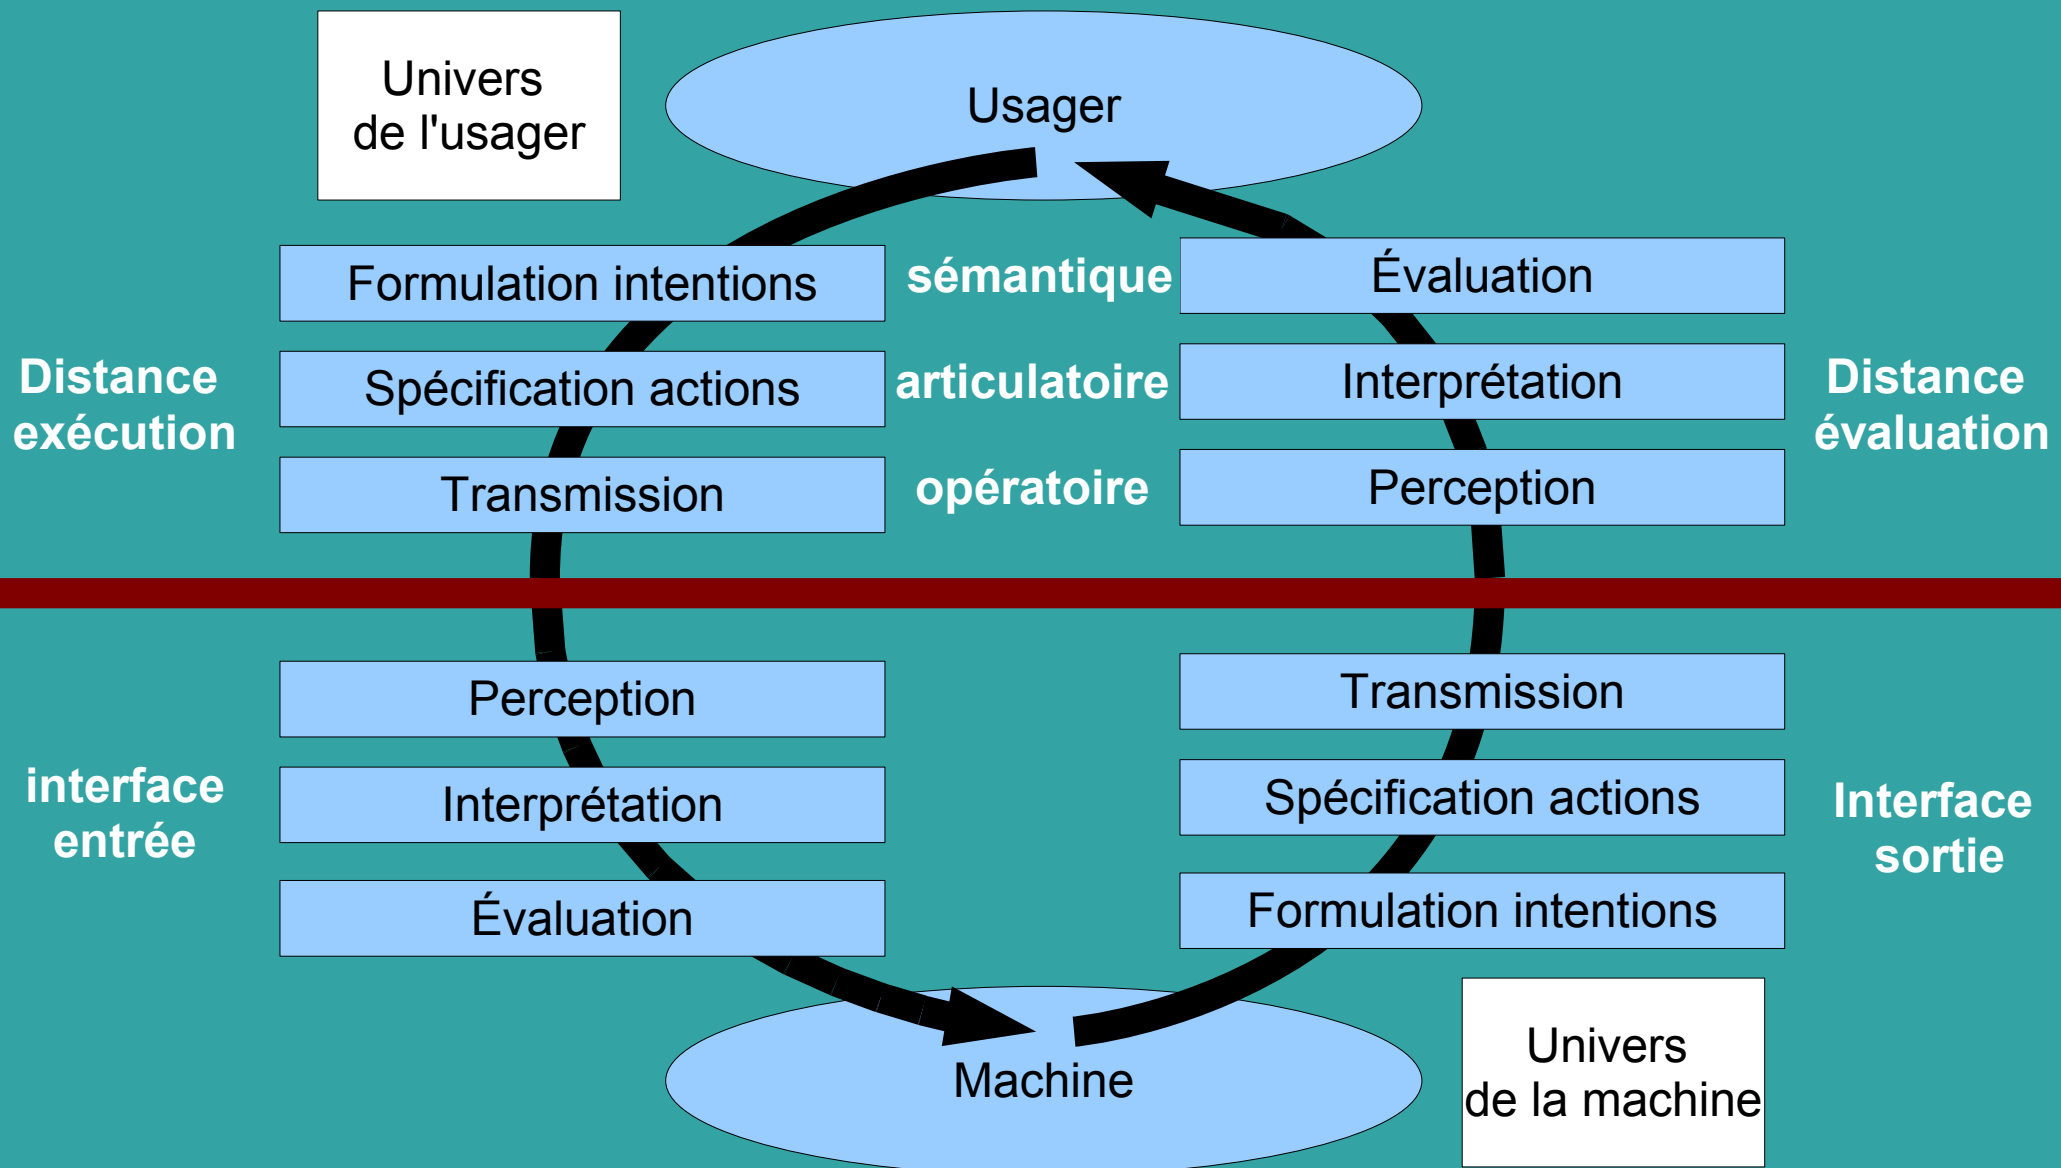 Univers
de l'usager
Usager
Formulation intentions
sémantique
Évaluation
Distance
exécution
Spécification actions
articulatoire
Interprétation
Distance
évaluation
Transmission
opératoire
Perception
Perception
Transmission
interface
entrée
Interprétation
Spécification actions
Interface
sortie
Évaluation
Formulation intentions
Machine
Univers
de la machine